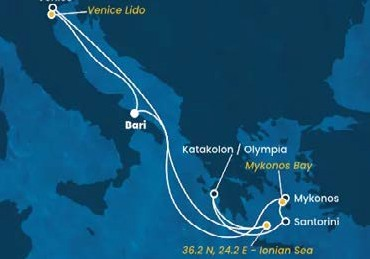 Venice Lido
Bari
Katakolon / Olympia
Mykonos Bay
Mykonos
Santorini
36.2 N, 24.2 E - Ionian Sea